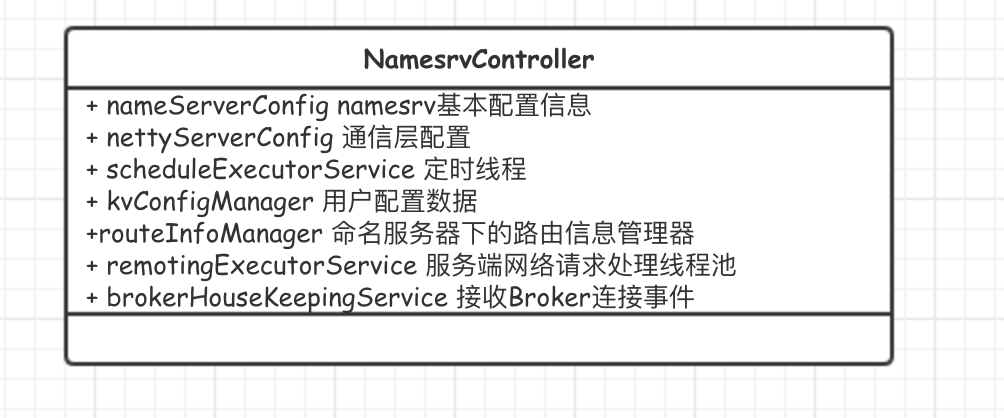 NamesrvController
+ nameServerConfig namesrv基本配置信息
+ nettyServerConfig 通信层配置
+ scheduleExecutorService 定时线程
+ kvConfigManager 用户配置数据
+routeInfoManager 命名服务器下的路由信息管理器
+ remotingExecutorService 服务端网络请求处理线程池
+ brokerHouseKeepingService 接收Broker连接事件